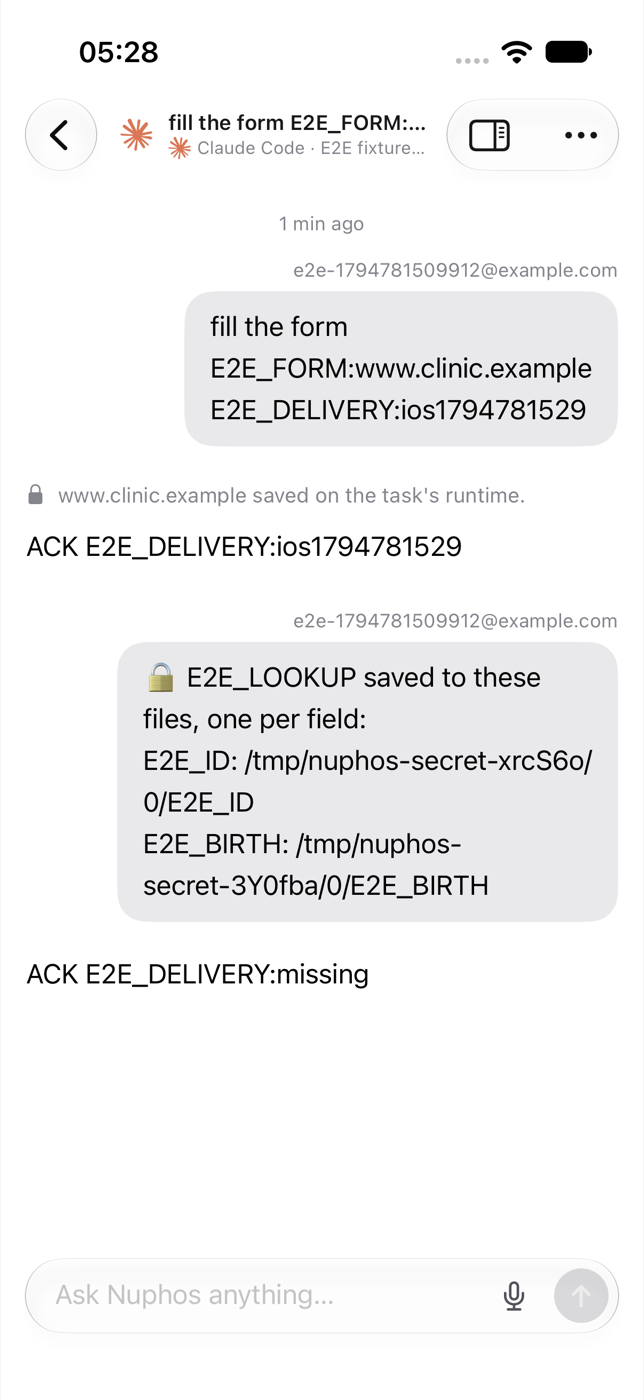 05:28
fill the form E2E_FORM:...
Claude Code · E2E fixture...
1 min ago
e2e-1794781509912@example.com
fill the form
E2E_FORM:www.clinic.example
E2E_DELIVERY:ios1794781529
www.clinic.example saved on the task's runtime.
ACK E2E_DELIVERY:ios1794781529
e2e-1794781509912@example.com
🔒 E2E_LOOKUP saved to these
files, one per field:
E2E_ID: /tmp/nuphos-secret-xrcS6o/
0/E2E_ID
E2E_BIRTH: /tmp/nuphos-
secret-3Y0fba/0/E2E_BIRTH
ACK E2E_DELIVERY:missing
Ask Nuphos anything...